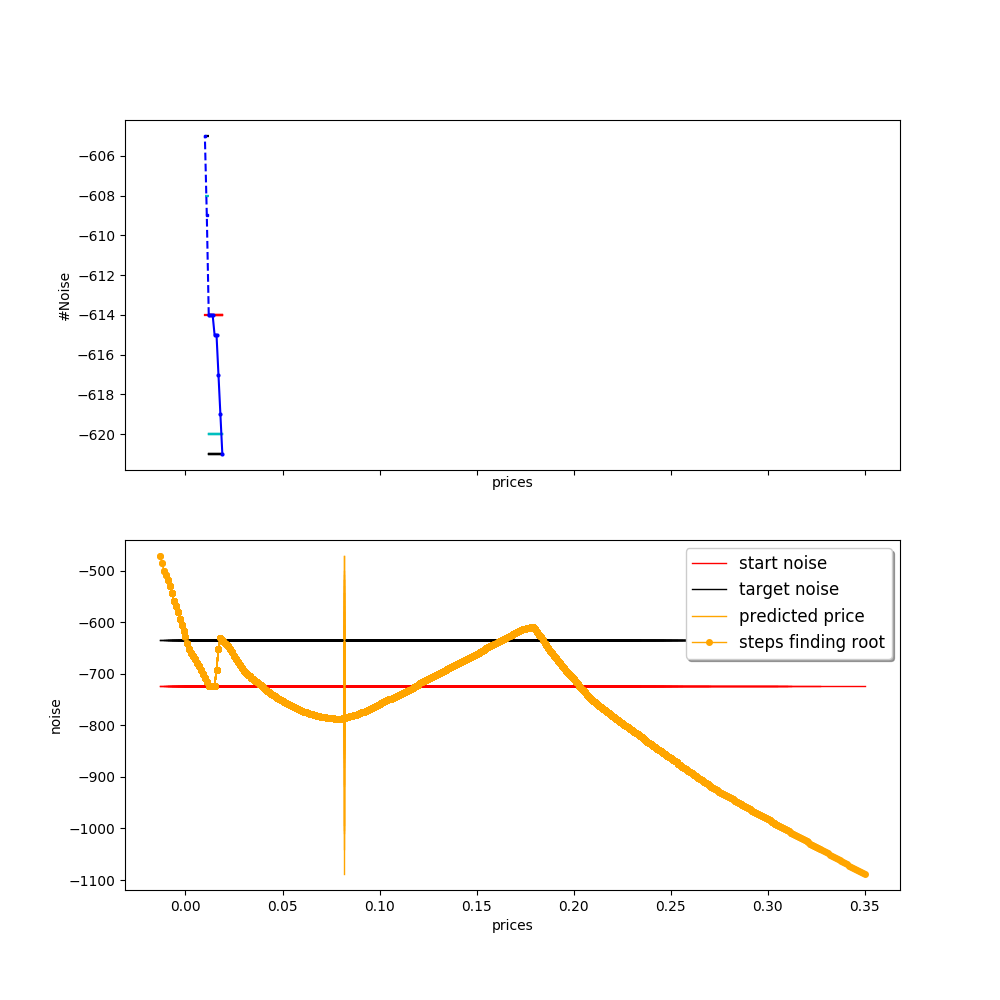 −606
−608
−610
−612
−614
−616
−618
−620
#Noise
prices
−500
−600
−700
−800
−900
−1000
−1100
noise
start noise
target noise
predicted price
steps finding root
0.00 0.05 0.10 0.15 0.20 0.25 0.30 0.35
prices